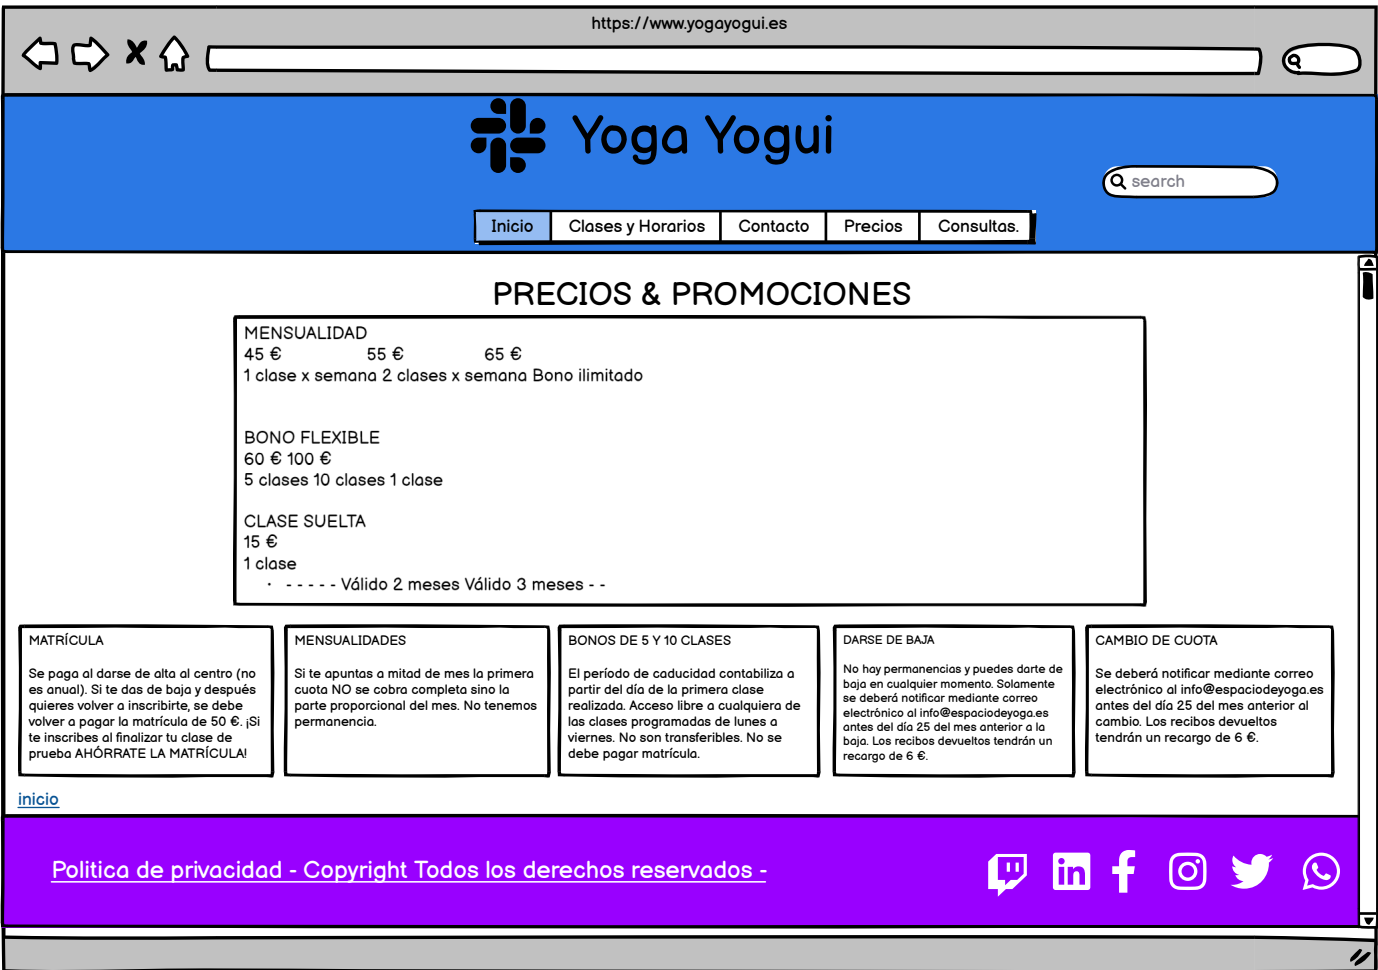 https://www.yogayogui.es
Yoga Yogui
search
Inicio Clases y Horarios Contacto Precios Consultas.
PRECIOS & PROMOCIONES
MENSUALIDAD
45 € 55 € 65 €
1 clase x semana 2 clases x semana Bono ilimitado
BONO FLEXIBLE
60 € 100 €
5 clases 10 clases 1 clase
CLASE SUELTA
15 €
1 clase
· - - - - - Válido 2 meses Válido 3 meses - -
MATRÍCULA
Se paga al darse de alta al centro (no
es anual). Si te das de baja y después
quieres volver a inscribirte, se debe
volver a pagar la matrícula de 50 €. ¡Si
te inscribes al finalizar tu clase de
prueba AHÓRRATE LA MATRÍCULA!
MENSUALIDADES
Si te apuntas a mitad de mes la primera
cuota NO se cobra completa sino la
parte proporcional del mes. No tenemos
permanencia.
BONOS DE 5 Y 10 CLASES
El período de caducidad contabiliza a
partir del día de la primera clase
realizada. Acceso libre a cualquiera de
las clases programadas de lunes a
viernes. No son transferibles. No se
debe pagar matrícula.
DARSE DE BAJA
No hay permanencias y puedes darte de
baja en cualquier momento. Solamente
se deberá notificar mediante correo
electrónico al info@espaciodeyoga.es
antes del día 25 del mes anterior a la
baja. Los recibos devueltos tendrán un
recargo de 6 €.
CAMBIO DE CUOTA
Se deberá notificar mediante correo
electrónico al info@espaciodeyoga.es
antes del día 25 del mes anterior al
cambio. Los recibos devueltos
tendrán un recargo de 6 €.
inicio
Politica de privacidad - Copyright Todos los derechos reservados -